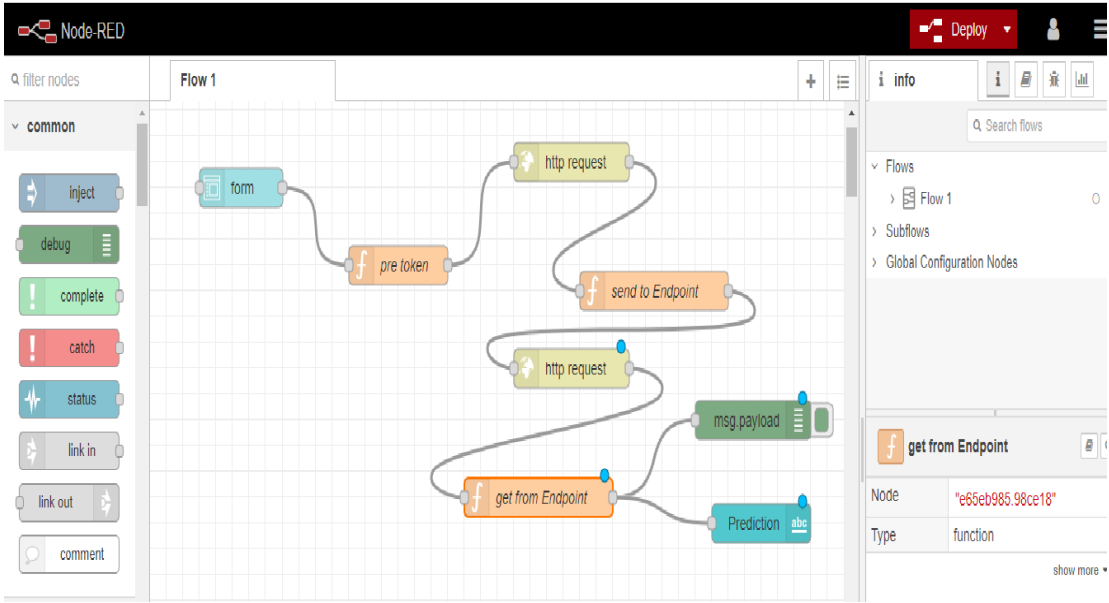 Node-RED
Deploy
filter nodes
Flow 1
i info
i
common
Search flows
inject
debug
complete
catch
status
link in
link out
comment
form
pre token
http request
send to Endpoint
http request
get from Endpoint
msg.payload
Prediction abc
Flows
Flow 1
Subflows
Global Configuration Nodes
get from Endpoint
Node "e65eb985.98ce18"
Type function
show more